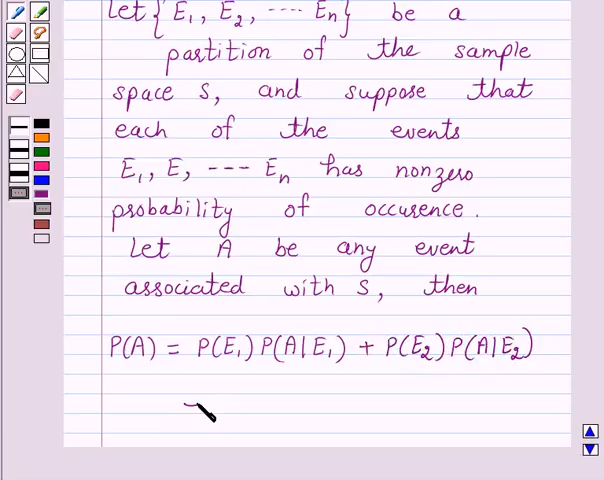 Let {E1, E2, ---- En} be a
partition of the sample
space S, and suppose that
each of the events
E1, E, --- En has nonzero
probability of occurence.
Let A be any event
associated with S, then
P(A) = P(E1) P(A|E1) + P(E2) P(A|E2)